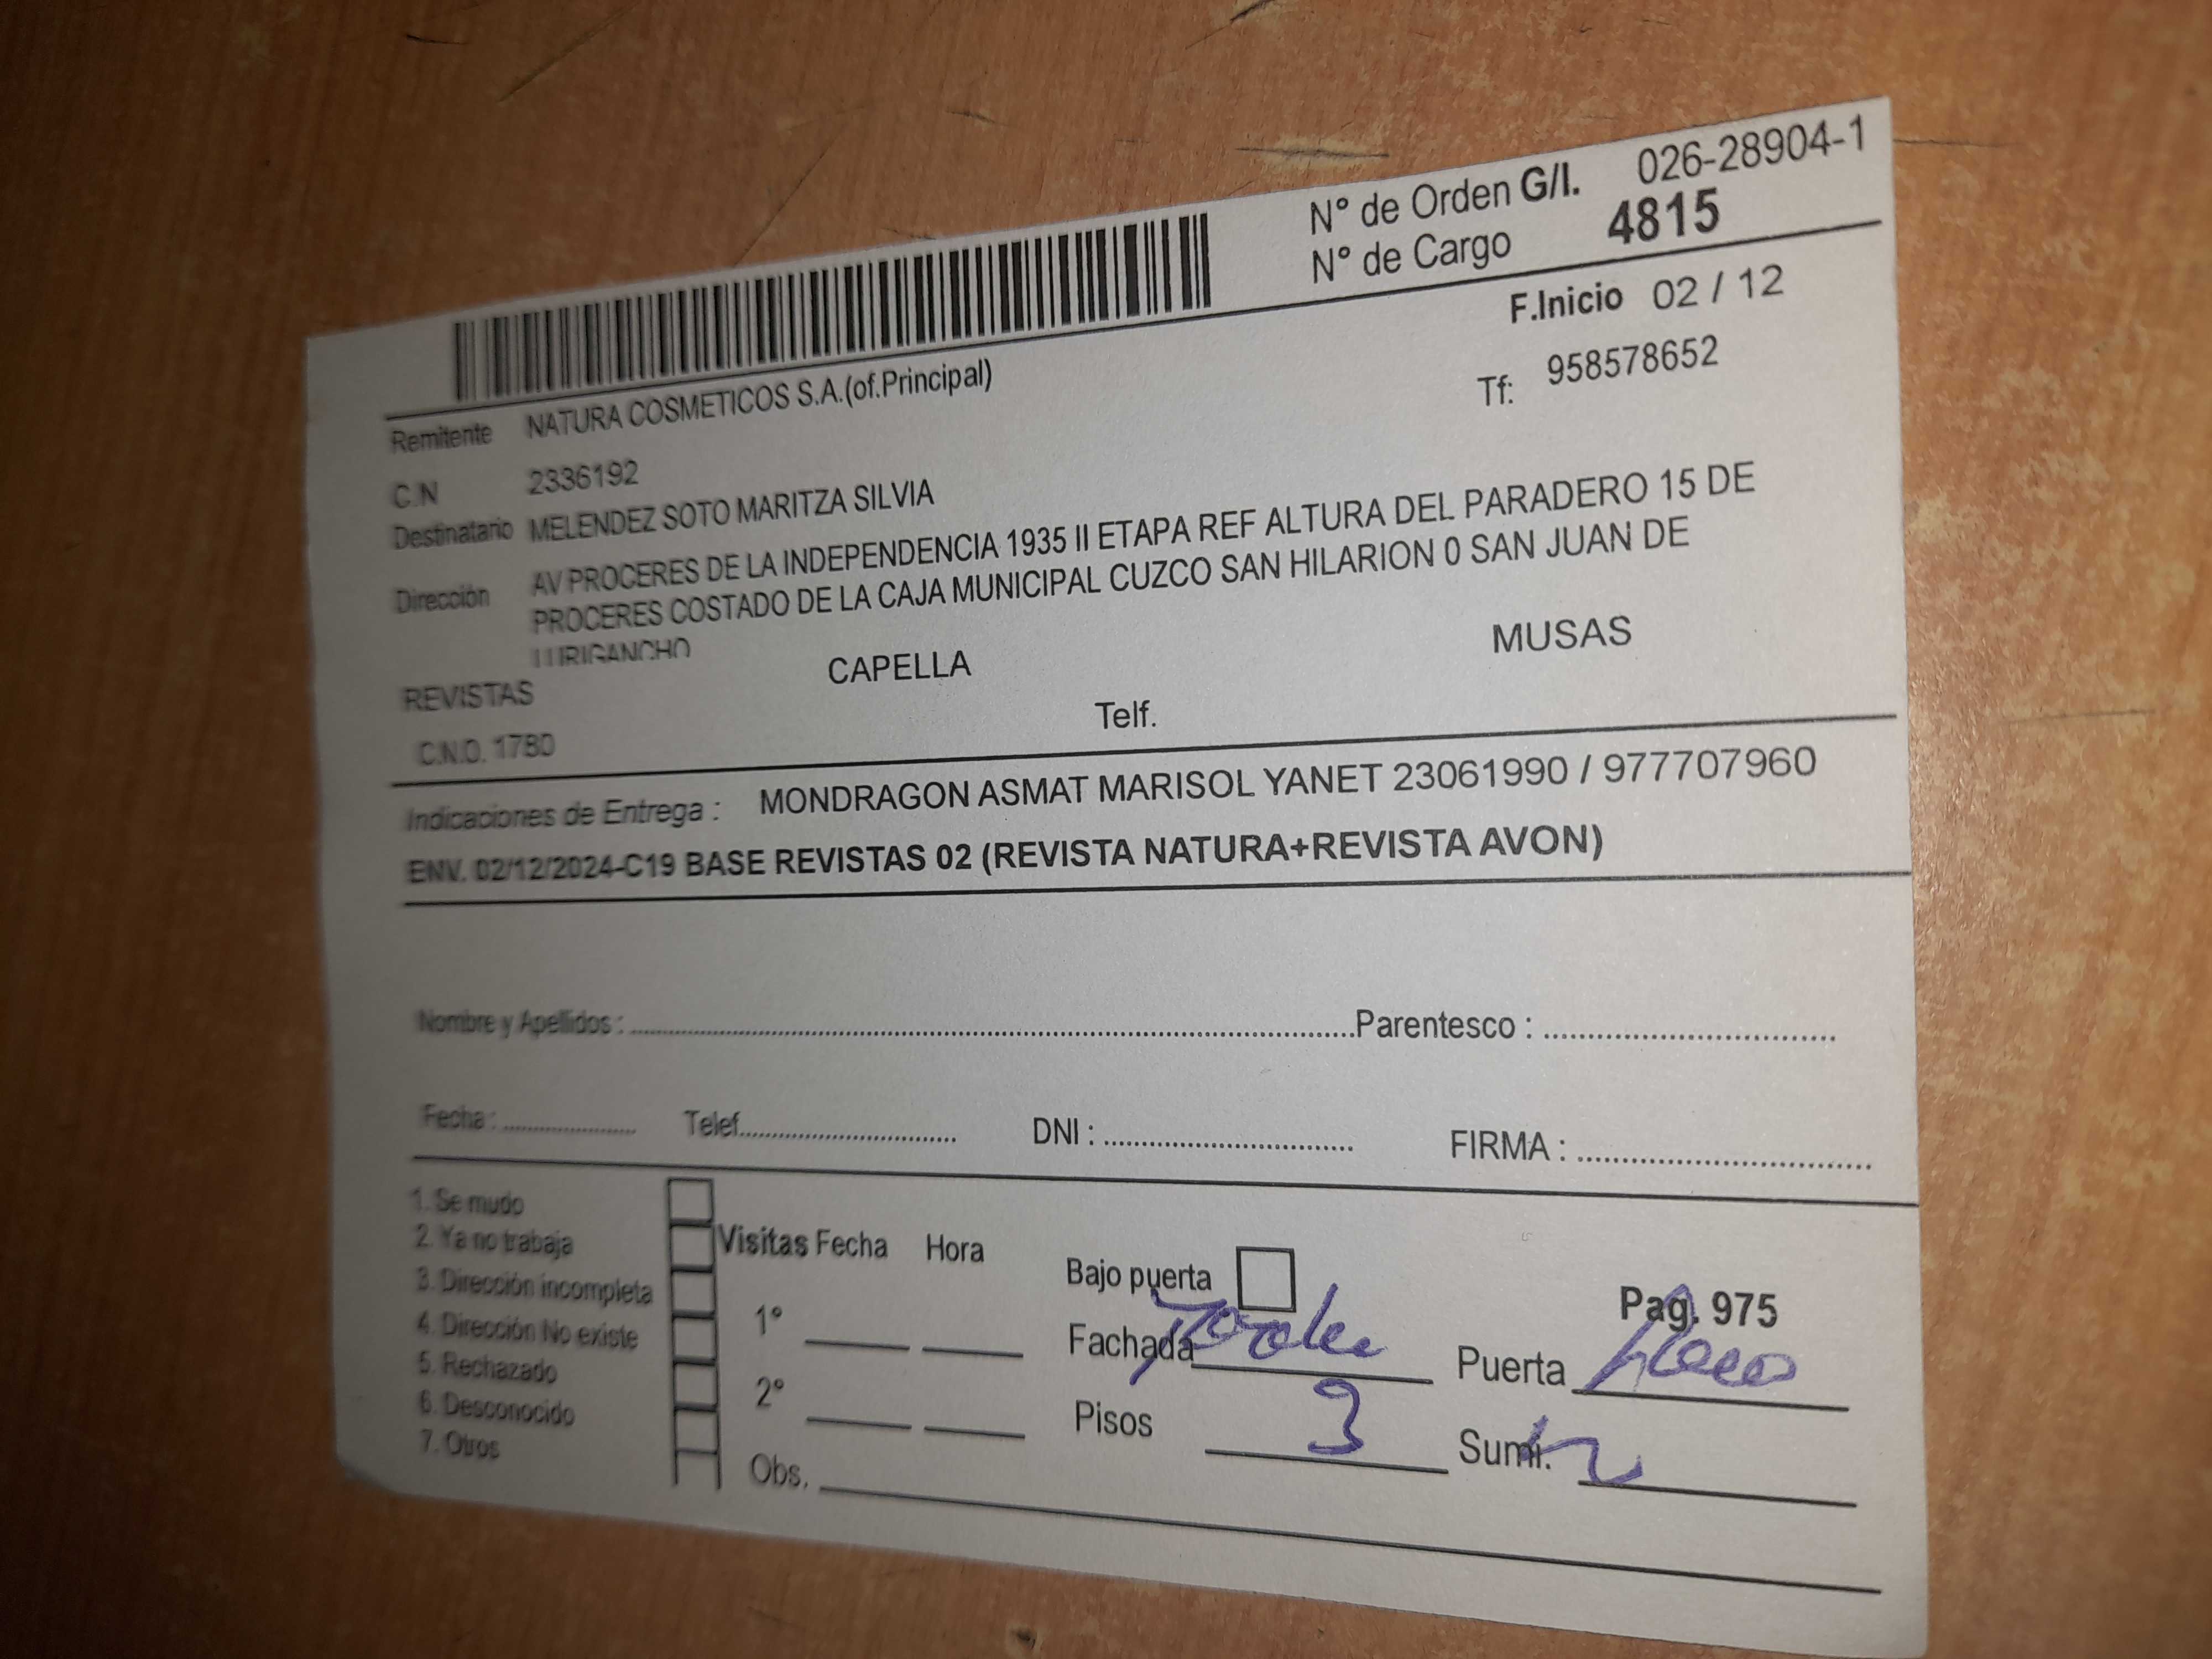 N° de Orden G/I. 026-28904-1
N° de Cargo 4815
F.Inicio 02 / 12
Remitente NATURA COSMETICOS S.A.(of.Principal)
Tf: 958578652
C.N 2336192
Destinatario MELENDEZ SOTO MARITZA SILVIA
Dirección AV PROCERES DE LA INDEPENDENCIA 1935 II ETAPA REF ALTURA DEL PARADERO 15 DE
PROCERES COSTADO DE LA CAJA MUNICIPAL CUZCO SAN HILARION 0 SAN JUAN DE
LURIGANCHO
REVISTAS CAPELLA MUSAS
C.N.O. 1780 Telf.
Indicaciones de Entrega : MONDRAGON ASMAT MARISOL YANET 23061990 / 977707960
ENV. 02/12/2024-C19 BASE REVISTAS 02 (REVISTA NATURA+REVISTA AVON)
Nombre y Apellidos : Parentesco :
Fecha : Telef. DNI : FIRMA :
1. Se mudo
2. Ya no trabaja
3. Dirección incompleta
4. Dirección No existe
5. Rechazado
6. Desconocido
7. Otros
Visitas Fecha Hora
1°
2°
Obs.
Bajo puerta
Pag. 975
Fachada
Puerta
Pisos 3
Sumi.